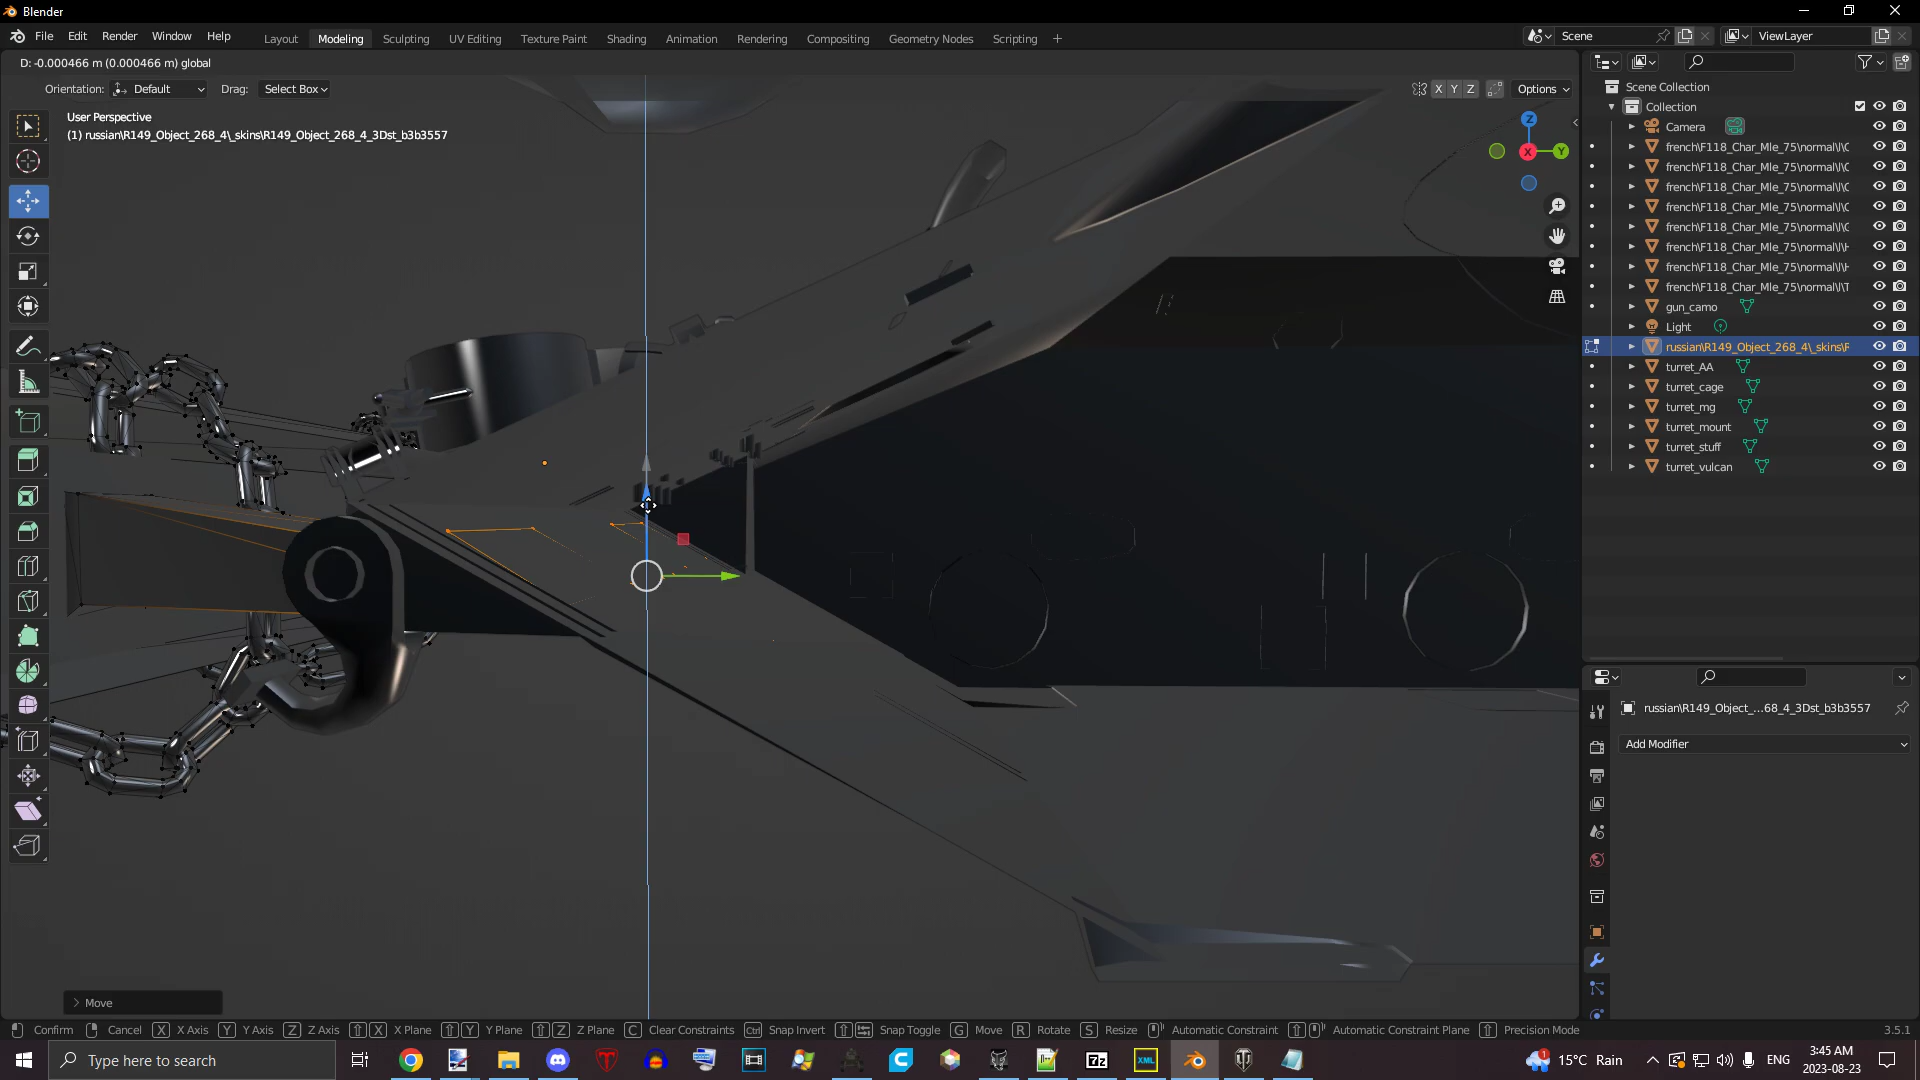 Blender
File Edit Render Window Help Layout Modeling Sculpting UV Editing Texture Paint Shading Animation Rendering Compositing Geometry Nodes Scripting + Scene ViewLayer
D: -0.000466 m (0.000466 m) global
Orientation: Default Drag: Select Box X Y Z Options
User Perspective
(1) russian\R149_Object_268_4\_skins\R149_Object_268_4_3Dst_b3b3557
Z
X Y
Scene Collection
Collection
Camera
french\F118_Char_Mle_75\normal\l\C
french\F118_Char_Mle_75\normal\l\C
french\F118_Char_Mle_75\normal\l\C
french\F118_Char_Mle_75\normal\l\C
french\F118_Char_Mle_75\normal\l\C
french\F118_Char_Mle_75\normal\l\H
french\F118_Char_Mle_75\normal\l\H
french\F118_Char_Mle_75\normal\l\T
gun_camo
Light
russian\R149_Object_268_4\_skins\R
turret_AA
turret_cage
turret_mg
turret_mount
turret_stuff
turret_vulcan
russian\R149_Object_...68_4_3Dst_b3b3557
Add Modifier
Move
Confirm Cancel X X Axis Y Y Axis Z Z Axis X X Plane Y Y Plane Z Z Plane C Clear Constraints Ctrl Snap Invert Snap Toggle G Move R Rotate S Resize Automatic Constraint Automatic Constraint Plane Precision Mode 3.5.1
Type here to search
7z XML
1 15°C Rain ENG
3:45 AM
2023-08-23